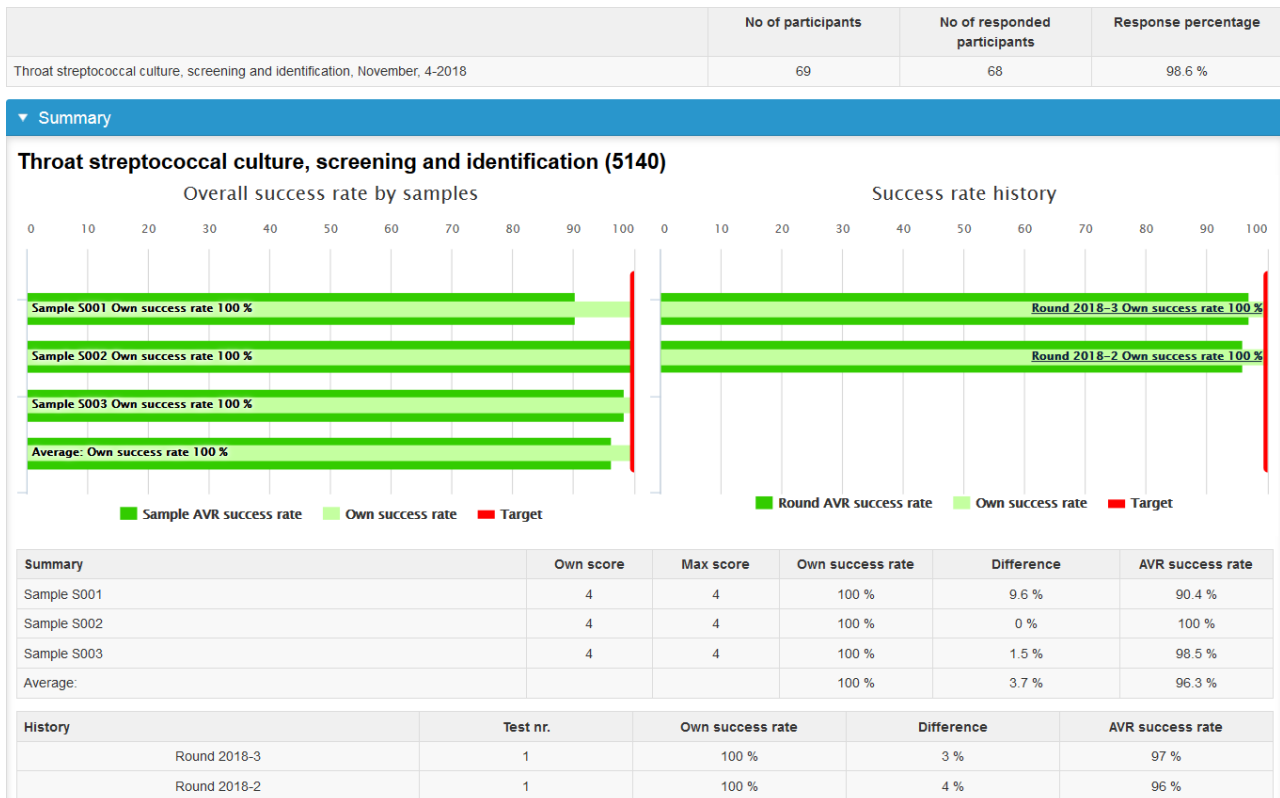 No of participants No of responded participants Response percentage
Throat streptococcal culture, screening and identification, November, 4-2018 69 68 98.6 %
▼ Summary
Throat streptococcal culture, screening and identification (5140)
Overall success rate by samples
0 10 20 30 40 50 60 70 80 90 100
Sample S001 Own success rate 100 %
Sample S002 Own success rate 100 %
Sample S003 Own success rate 100 %
Average: Own success rate 100 %
Sample AVR success rate Own success rate Target
Success rate history
0 10 20 30 40 50 60 70 80 90 100
Round 2018-3 Own success rate 100 %
Round 2018-2 Own success rate 100 %
Round AVR success rate Own success rate Target
Summary Own score Max score Own success rate Difference AVR success rate
Sample S001 4 4 100 % 9.6 % 90.4 %
Sample S002 4 4 100 % 0 % 100 %
Sample S003 4 4 100 % 1.5 % 98.5 %
Average: 100 % 3.7 % 96.3 %
History Test nr. Own success rate Difference AVR success rate
Round 2018-3 1 100 % 3 % 97 %
Round 2018-2 1 100 % 4 % 96 %